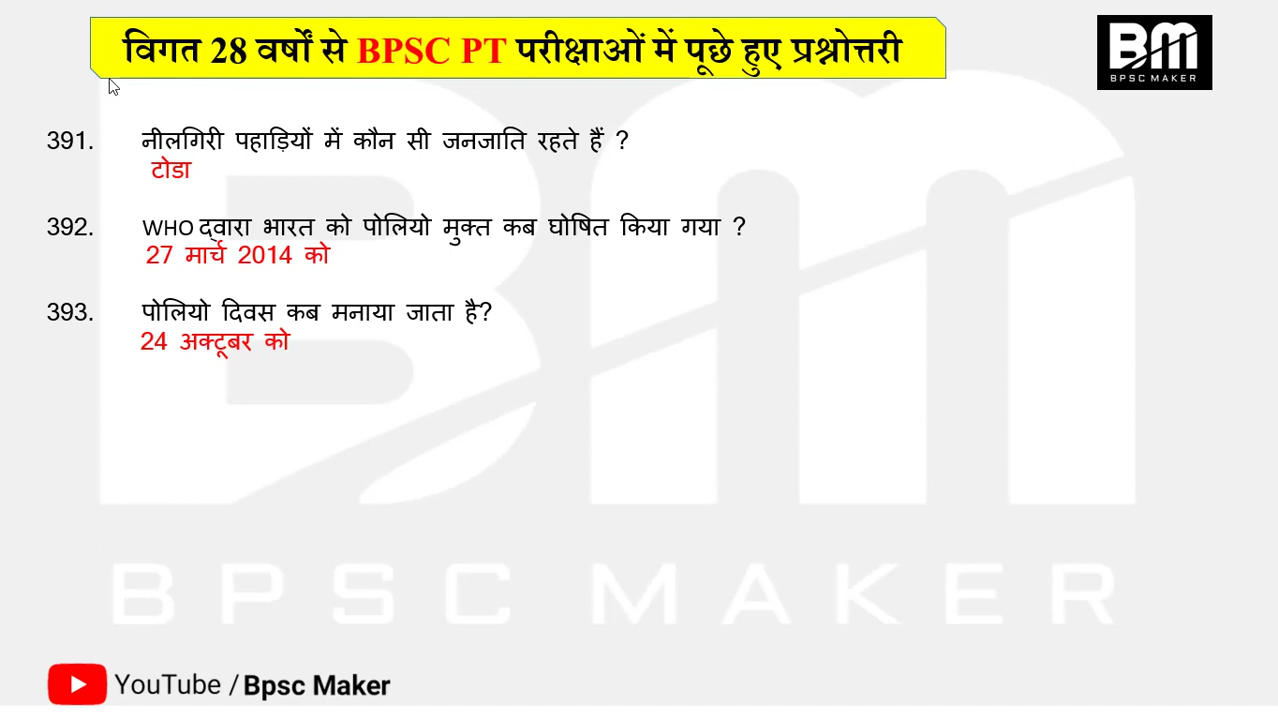 विगत 28 वर्षों से BPSC PT परीक्षाओं में पूछे हुए प्रश्नोत्तरी
BM
BPSC MAKER
391. नीलगिरी पहाड़ियों में कौन सी जनजाति रहते हैं ?
टोडा
392. WHO द्वारा भारत को पोलियो मुक्त कब घोषित किया गया ?
27 मार्च 2014 को
393. पोलियो दिवस कब मनाया जाता है?
24 अक्टूबर को
BM
BPSC MAKER
YouTube / Bpsc Maker